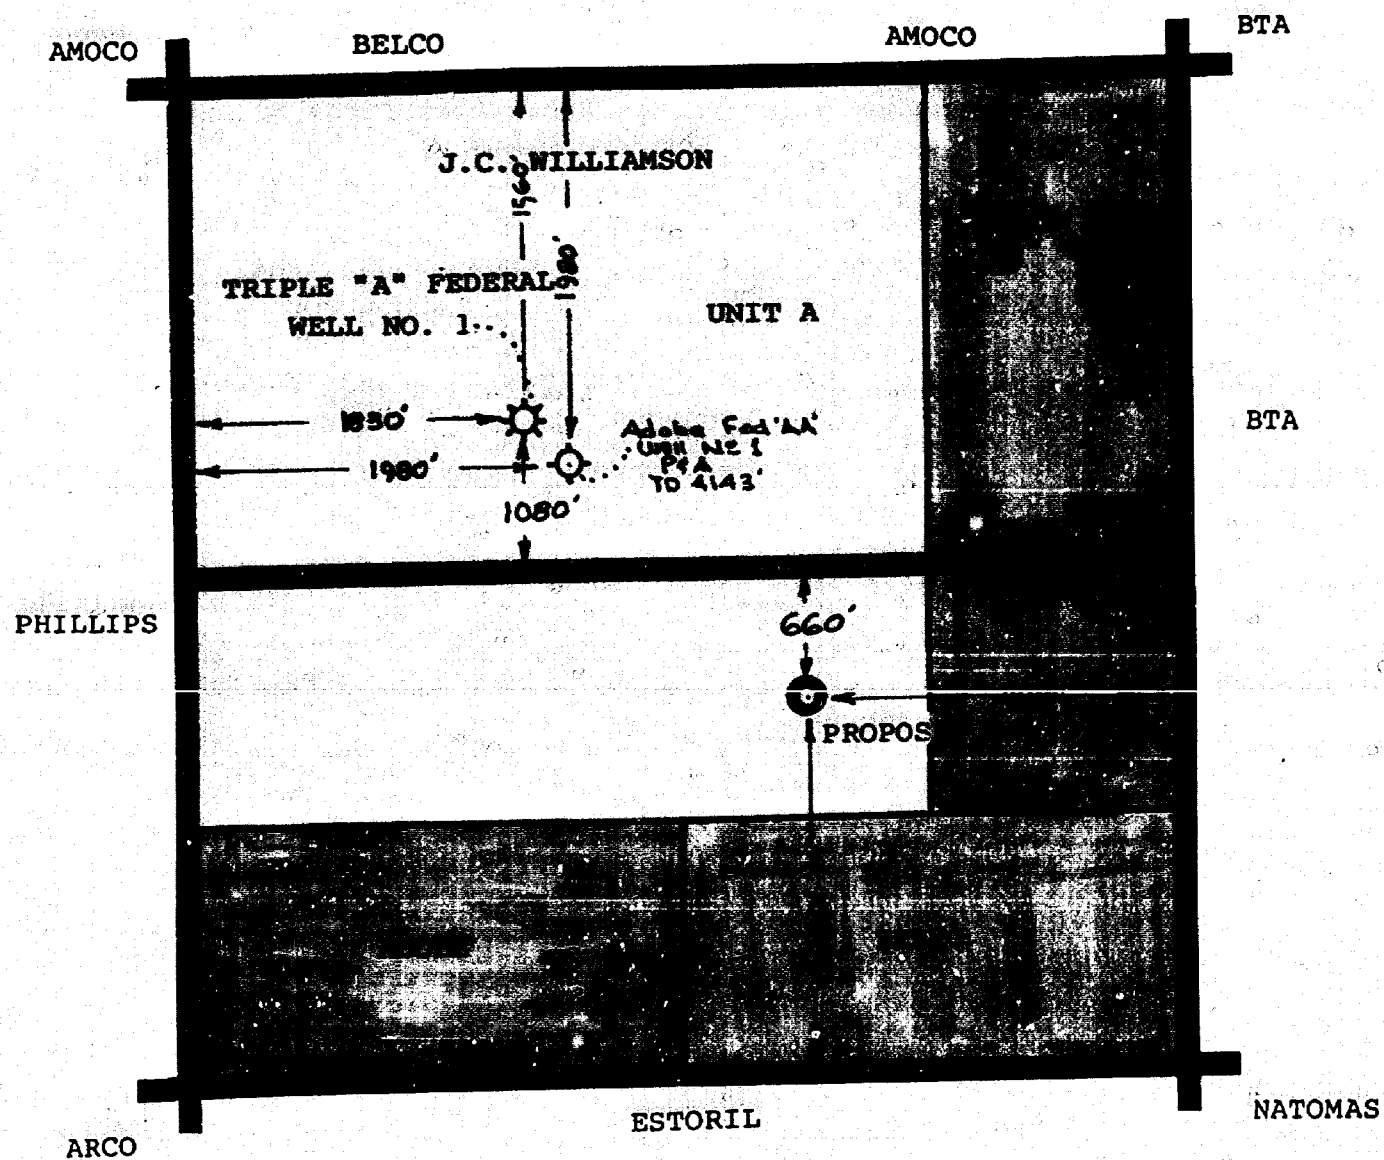 AMOCO
BELCO
AMOCO
BTA
J.C. WILLIAMSON
1560'
1980'
TRIPLE "A" FEDERAL
WELL NO. 1
UNIT A
1830'
1980'
1080'
Adobe Fed 'AA'
Well No 1
P&A
TD 4143'
BTA
PHILLIPS
660'
PROPOS
ESTORIL
NATOMAS
ARCO